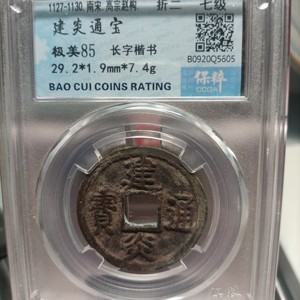 1127-1130 南宋 高宗赵构 折二 七级
建炎通宝
极美85 长字楷书
29.2*1.9mm*7.4g
BAO CUI COINS RATING
B0920Q5605
保粹
建炎通寳